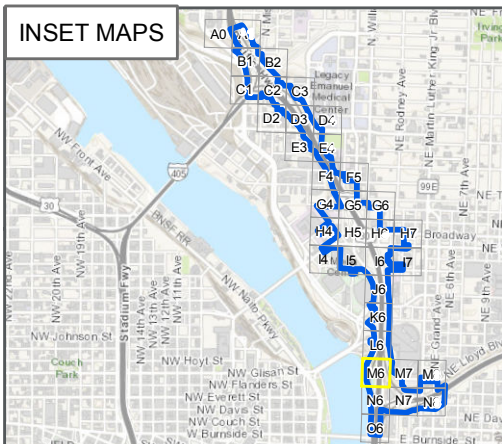 INSET MAPS
A0
B1
B2
C1
C2
C3
D2
D3
D4
E3
E4
F4
F5
G4
G5
G6
H4
H5
H7
I4
I5
I6
I7
J6
K6
L6
M6
M7
N6
N7
O6
Legacy
Emanuel
Medical
Center
Irving
Park
NE Rodney Ave
NE Martin Luther King Jr Blvd
NE 7th Ave
99E
Broadway
NE Grand Ave
NE 6th Ave
NE 9th Ave
NE Lloyd
E Burnside St
NW Front Ave
405
30
BNSF RR
NW Naito Pkwy
NW 19th Ave
NW 20th Ave
Stadium Fwy
NW 14th Ave
NW 13th Ave
NW 12th Ave
NW 11th Ave
NW Johnson St
Couch
Park
NW Hoyt St
NW Glisan St
NW Flanders St
NW Everett St
NW Davis St
NW Couch St
W Burnside St